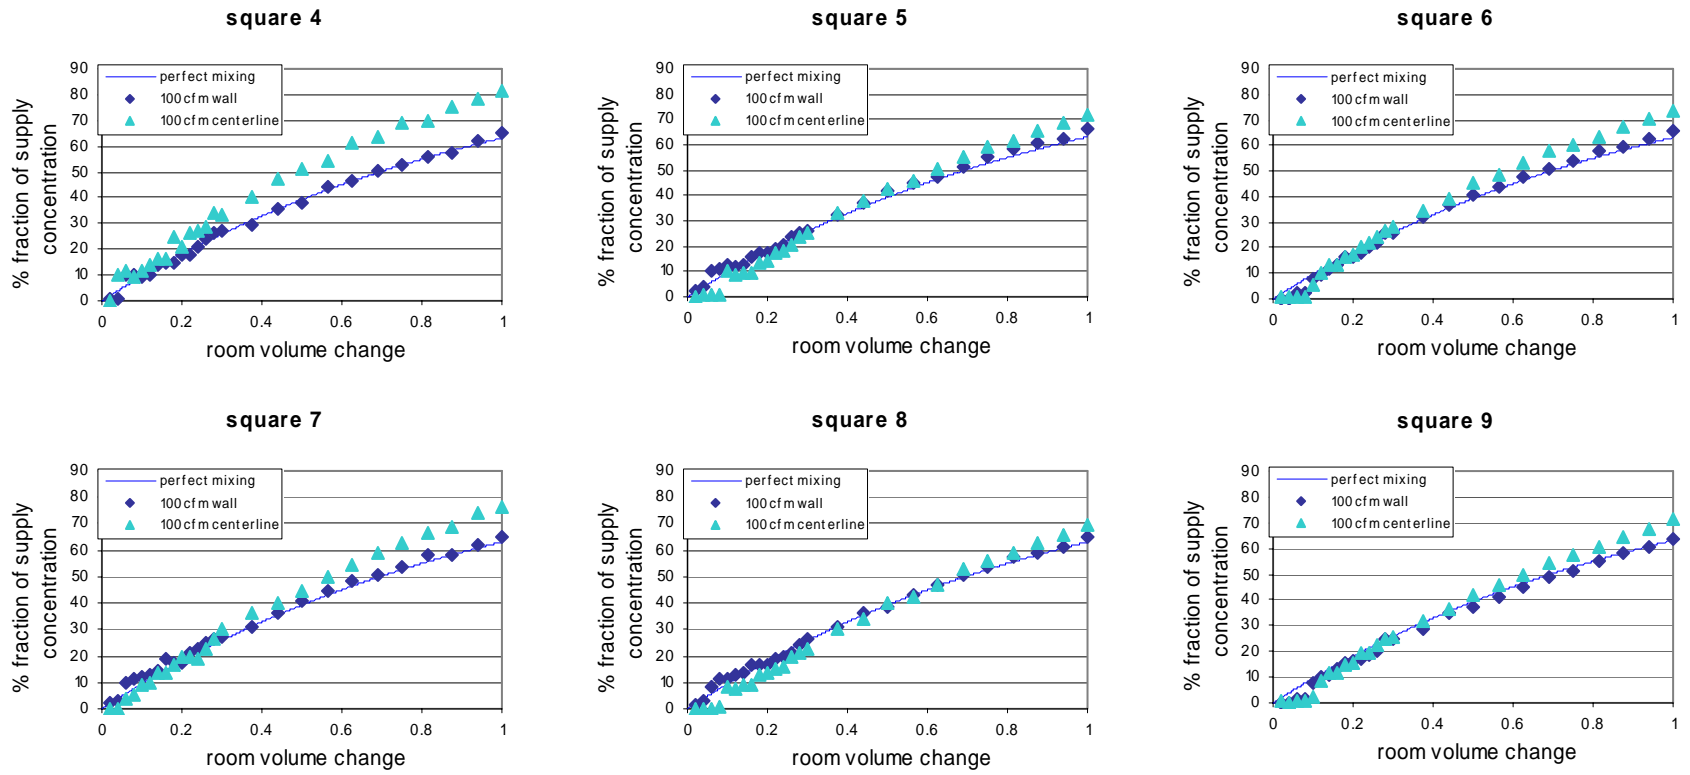 square 4
90
80
70
60
50
40
30
20
10
0
0
0.2
0.4
0.6
0.8
1
% fraction of supply
concentration
room volume change
perfect mixing
100 cfm wall
100 cfm centerline
square 5
90
80
70
60
50
40
30
20
10
0
0
0.2
0.4
0.6
0.8
1
% fraction of supply
concentration
room volume change
perfect mixing
100 cfm wall
100 cfm centerline
square 6
90
80
70
60
50
40
30
20
10
0
0
0.2
0.4
0.6
0.8
1
% fraction of supply
concentration
room volume change
perfect mixing
100 cfm wall
100 cfm centerline
square 7
90
80
70
60
50
40
30
20
10
0
0
0.2
0.4
0.6
0.8
1
% fraction of supply
concentration
room volume change
perfect mixing
100 cfm wall
100 cfm centerline
square 8
90
80
70
60
50
40
30
20
10
0
0
0.2
0.4
0.6
0.8
1
% fraction of supply
concentration
room volume change
perfect mixing
100 cfm wall
100 cfm centerline
square 9
90
80
70
60
50
40
30
20
10
0
0
0.2
0.4
0.6
0.8
1
% fraction of supply
concentration
room volume change
perfect mixing
100 cfm wall
100 cfm centerline